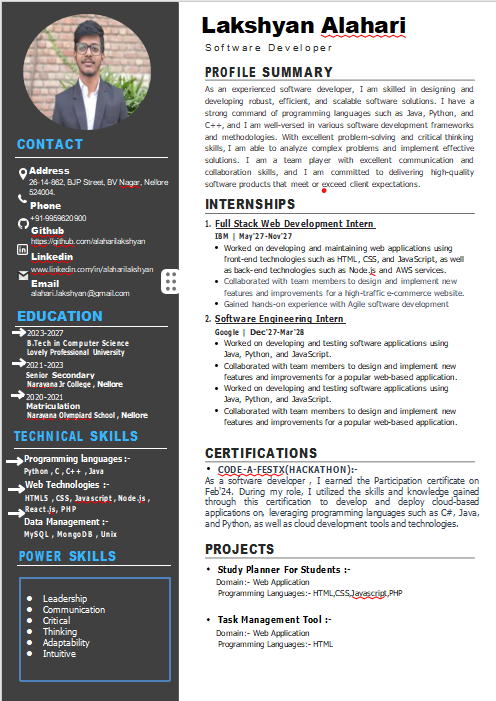 Lakshyan Alahari
Software Developer
CONTACT
Address
26-14-862, BJP Street, BV Nagar, Nellore
524004.
Phone
+91-9959620900
Github
https://github.com/alaharilakshyan
Linkedin
www.linkedin.com/in/alaharilakshyan
Email
alahari.lakshyan@gmail.com
EDUCATION
2023-2027
B.Tech in Computer Science
Lovely Professional University
2021-2023
Senior Secondary
Narayana Jr College , Nellore
2020-2021
Matriculation
Narayana Olympiard School , Nellore
TECHNICAL SKILLS
Programming languages :-
Python , C ,C++ , Java
Web Technologies :-
HTML5 , CSS, Javascript , Node.js ,
React.js, PHP
Data Management :-
MySQL , MongoDB , Unix
POWER SKILLS
Leadership
Communication
Critical
Thinking
Adaptability
Intuitive
PROFILE SUMMARY
As an experienced software developer, I am skilled in designing and
developing robust, efficient, and scalable software solutions. I have a
strong command of programming languages such as Java, Python, and
C++, and I am well-versed in various software development frameworks
and methodologies. With excellent problem-solving and critical thinking
skills, I am able to analyze complex problems and implement effective
solutions. I am a team player with excellent communication and
collaboration skills, and I am committed to delivering high-quality
software products that meet or exceed client expectations.
INTERNSHIPS
1. Full Stack Web Development Intern
IBM | May'27-Nov'27
• Worked on developing and maintaining web applications using
front-end technologies such as HTML, CSS, and JavaScript, as well
as back-end technologies such as Node.js and AWS services.
• Collaborated with team members to design and implement new
features and improvements for a high-traffic e-commerce website.
• Gained hands-on experience with Agile software development
2. Software Engineering Intern
Google | Dec'27-Mar'28
• Worked on developing and testing software applications using
Java, Python, and JavaScript.
• Collaborated with team members to design and implement new
features and improvements for a popular web-based application.
• Worked on developing and testing software applications using
Java, Python, and JavaScript.
• Collaborated with team members to design and implement new
features and improvements for a popular web-based application.
CERTIFICATIONS
• CODE-A-FESTX(HACKATHON):-
As a software developer , I earned the Participation certificate on
Feb'24. During my role, I utilized the skills and knowledge gained
through this certification to develop and deploy cloud-based
applications on, leveraging programming languages such as C#, Java,
and Python, as well as cloud development tools and technologies.
PROJECTS
• Study Planner For Students :-
Domain:- Web Application
Programming Languages:- HTML,CSS,Javascript,PHP
• Task Management Tool :-
Domain:- Web Application
Programming Languages:- HTML